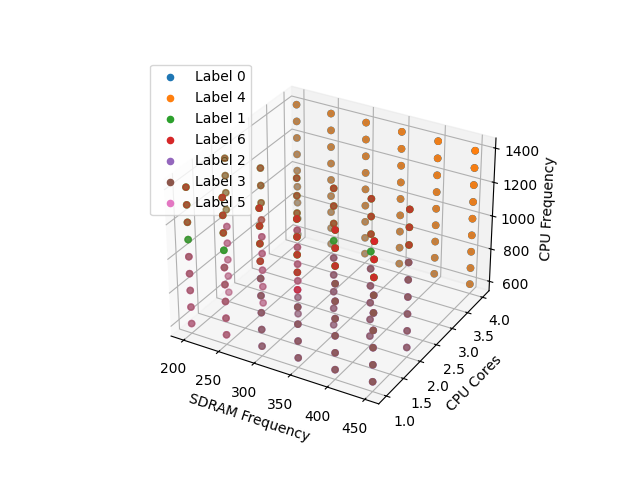 Label 0
Label 4
Label 1
Label 6
Label 2
Label 3
Label 5
1400
1200
1000
800
600
CPU Frequency
4.0
3.5
3.0
2.5
2.0
1.5
1.0
CPU Cores
200
250
300
350
400
450
SDRAM Frequency